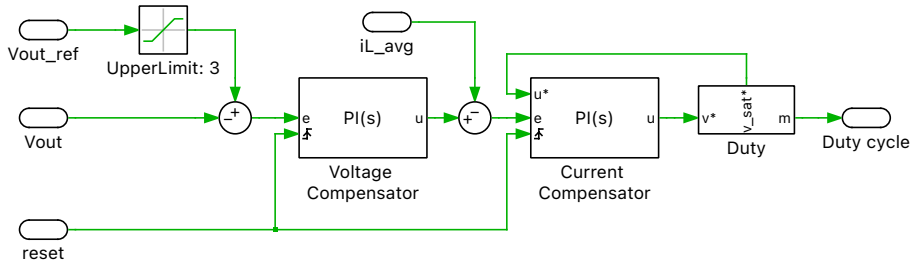 Vout_ref
UpperLimit: 3
iL_avg
Vout
− +
e
PI(s)
u
Voltage
Compensator
+ −
u*
e
PI(s)
u
Current
Compensator
v*
v_sat*
m
Duty
Duty cycle
reset